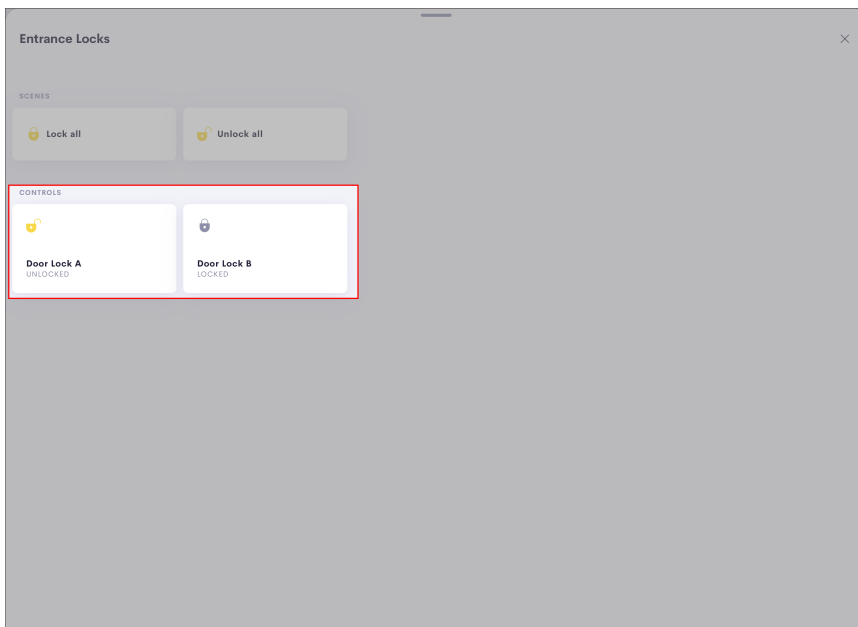 Entrance Locks
SCENES
Lock all
Unlock all
CONTROLS
Door Lock A
UNLOCKED
Door Lock B
LOCKED